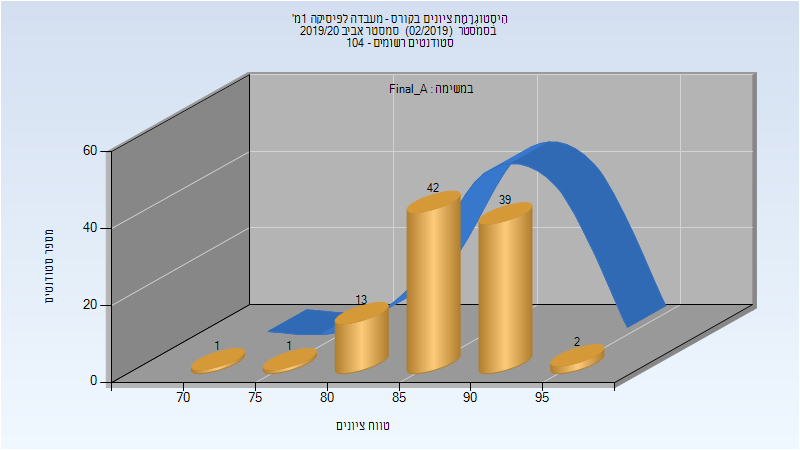 היסטוגרמת ציונים בקורס - מעבדה לפיסיקה 1מ'
בסמסטר (02/2019) סמסטר אביב 2019/20
סטודנטים רשומים - 104
במשימה : Final_A
מספר סטודנטים
60
40
20
0
1
1
13
42
39
2
70
75
80
85
90
95
טווח ציונים